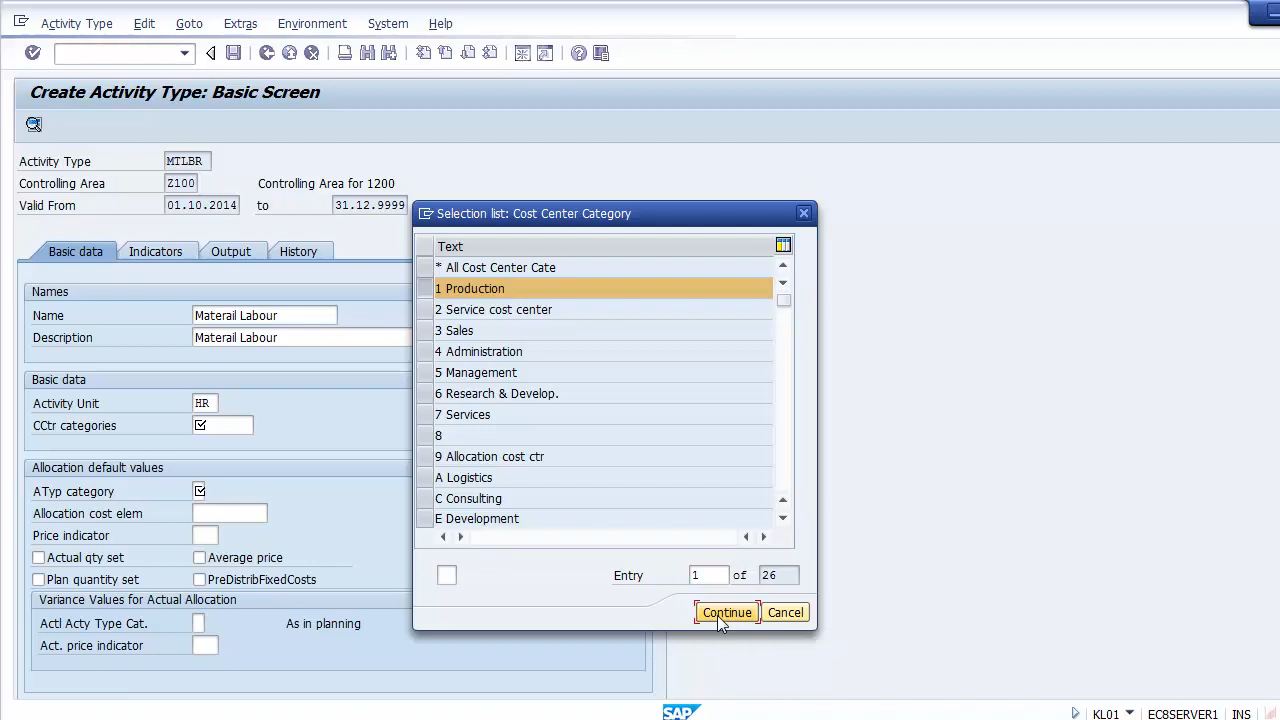 Activity Type Edit Goto Extras Environment System Help
Create Activity Type: Basic Screen
Activity Type MTLBR
Controlling Area Z100 Controlling Area for 1200
Valid From 01.10.2014 to 31.12.9999
Basic data Indicators Output History
Names
Name Materail Labour
Description Materail Labour
Basic data
Activity Unit HR
CCtr categories
Allocation default values
ATyp category
Allocation cost elem
Price indicator
Actual qty set Average price
Plan quantity set PreDistribFixedCosts
Variance Values for Actual Allocation
Actl Acty Type Cat. As in planning
Act. price indicator
Selection list: Cost Center Category
Text
* All Cost Center Cate
1 Production
2 Service cost center
3 Sales
4 Administration
5 Management
6 Research & Develop.
7 Services
8
9 Allocation cost ctr
A Logistics
C Consulting
E Development
Entry 1 of 26
Continue Cancel
SAP
KL01 EC8SERVER1 INS